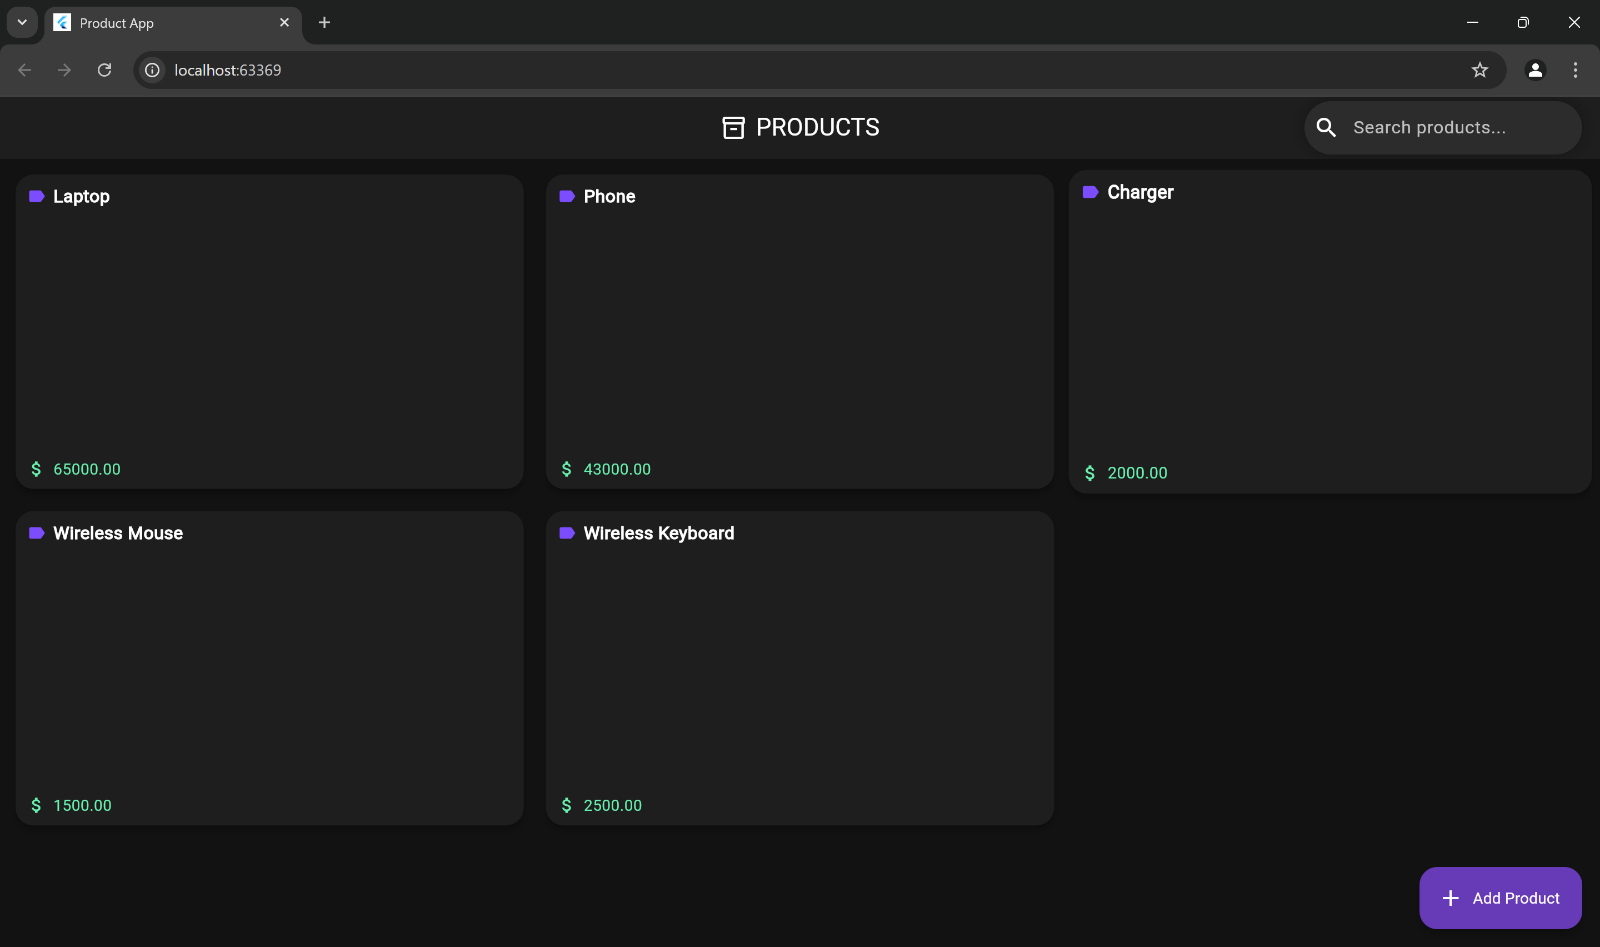 Product App
localhost:63369
PRODUCTS
Search products...
Laptop
$ 65000.00
Phone
$ 43000.00
Charger
$ 2000.00
Wireless Mouse
$ 1500.00
Wireless Keyboard
$ 2500.00
+ Add Product